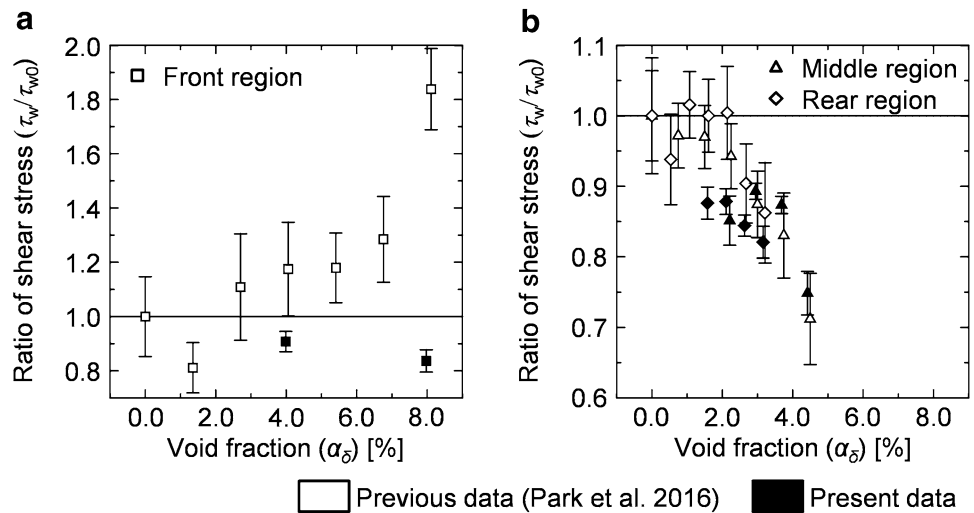 a
Ratio of shear stress (τw/τw0)
2.0
1.8
1.6
1.4
1.2
1.0
0.8
Front region
0.0 2.0 4.0 6.0 8.0
Void fraction (αδ) [%]
b
Ratio of shear stress (τw/τw0)
1.1
1.0
0.9
0.8
0.7
0.6
Middle region
Rear region
0.0 2.0 4.0 6.0 8.0
Void fraction (αδ) [%]
Previous data (Park et al. 2016)
Present data